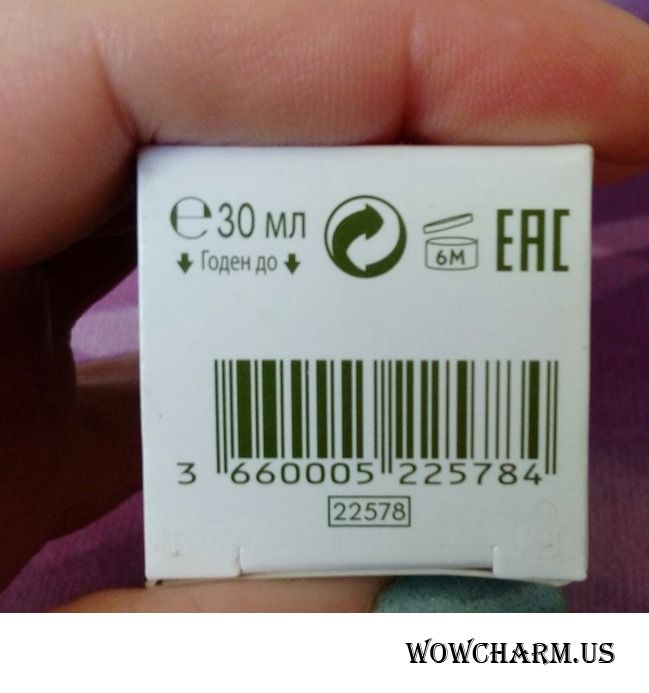 ℮30 мл
Годен до
6M
EAC
3 660005 225784
22578
WOWCHARM.US